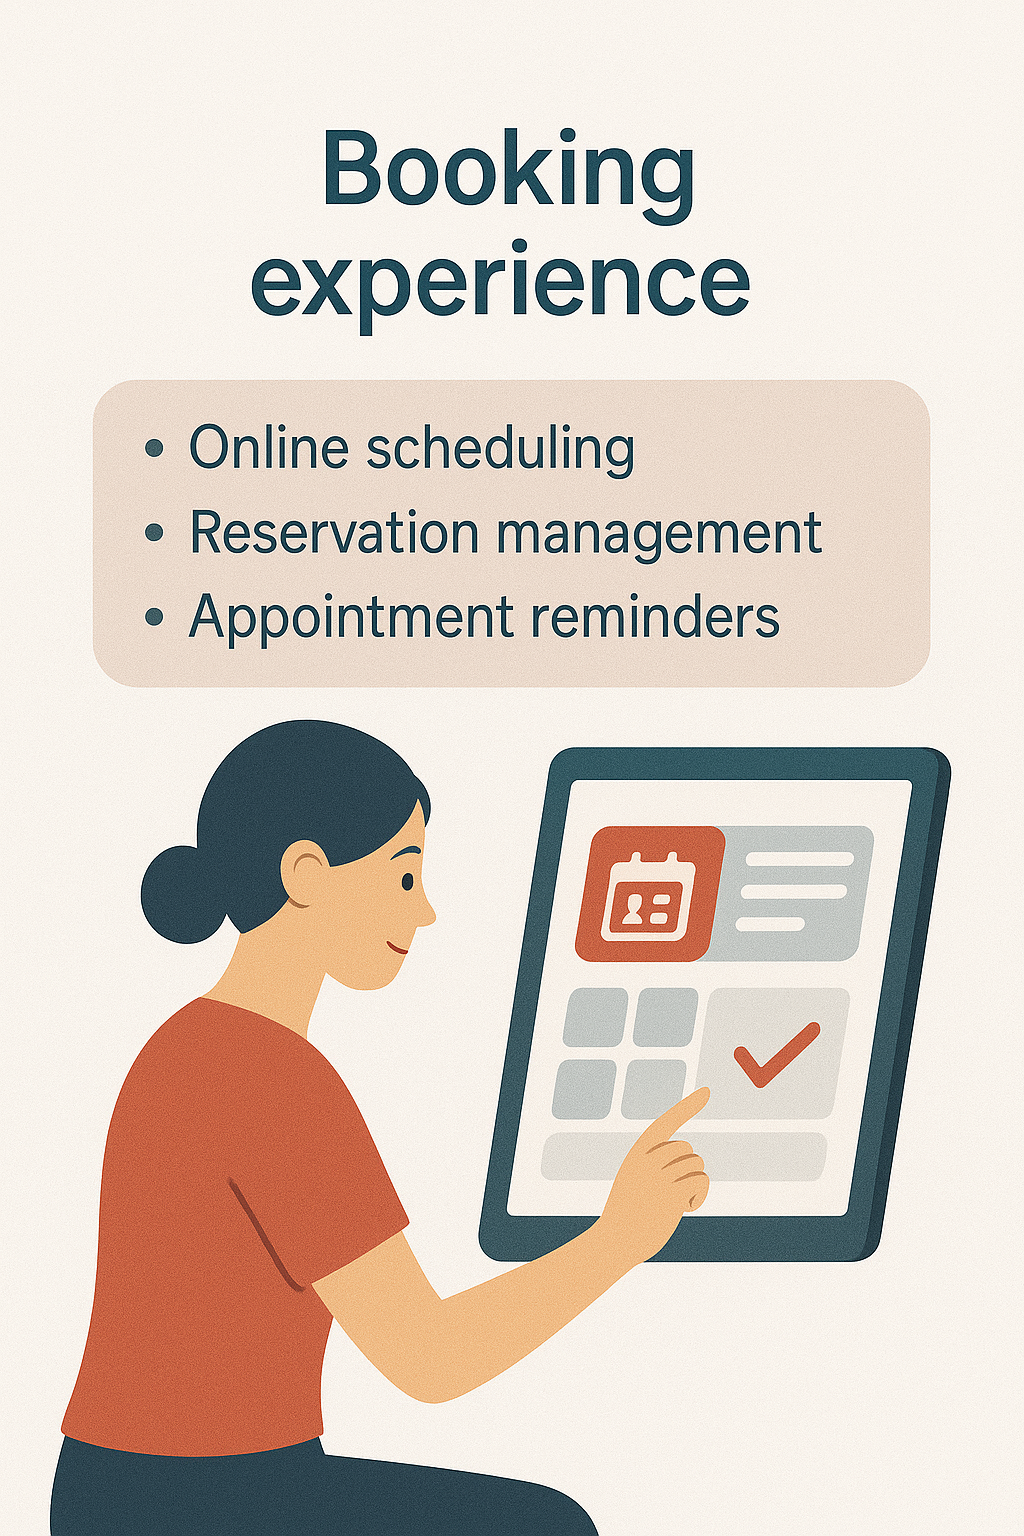 Booking
experience
• Online scheduling
• Reservation management
• Appointment reminders